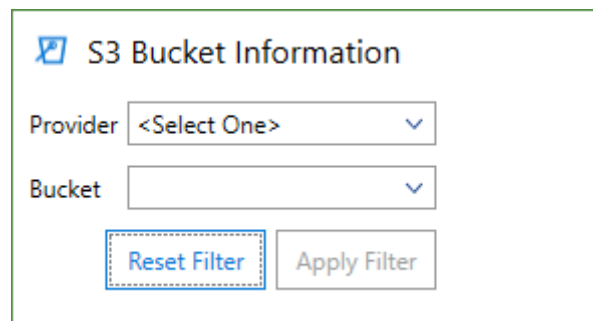 S3 Bucket Information
Provider <Select One>
Bucket
Reset Filter Apply Filter